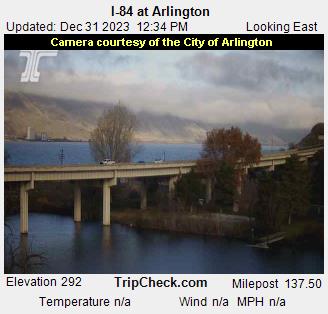 I-84 at Arlington
Updated: Dec 31 2023 12:34 PM Looking East
Camera courtesy of the City of Arlington
Elevation 292 TripCheck.com Milepost 137.50
Temperature n/a Wind n/a MPH n/a